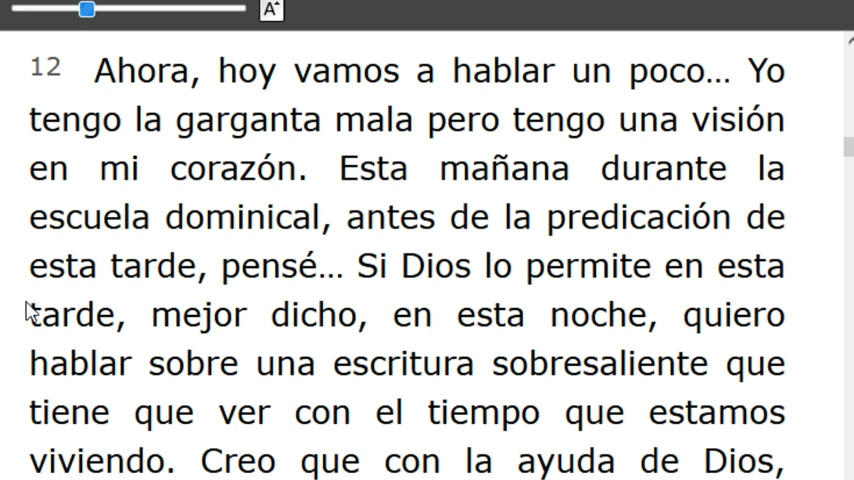 A
12 Ahora, hoy vamos a hablar un poco... Yo
tengo la garganta mala pero tengo una visión
en mi corazón. Esta mañana durante la
escuela dominical, antes de la predicación de
esta tarde, pensé... Si Dios lo permite en esta
tarde, mejor dicho, en esta noche, quiero
hablar sobre una escritura sobresaliente que
tiene que ver con el tiempo que estamos
viviendo. Creo que con la ayuda de Dios,